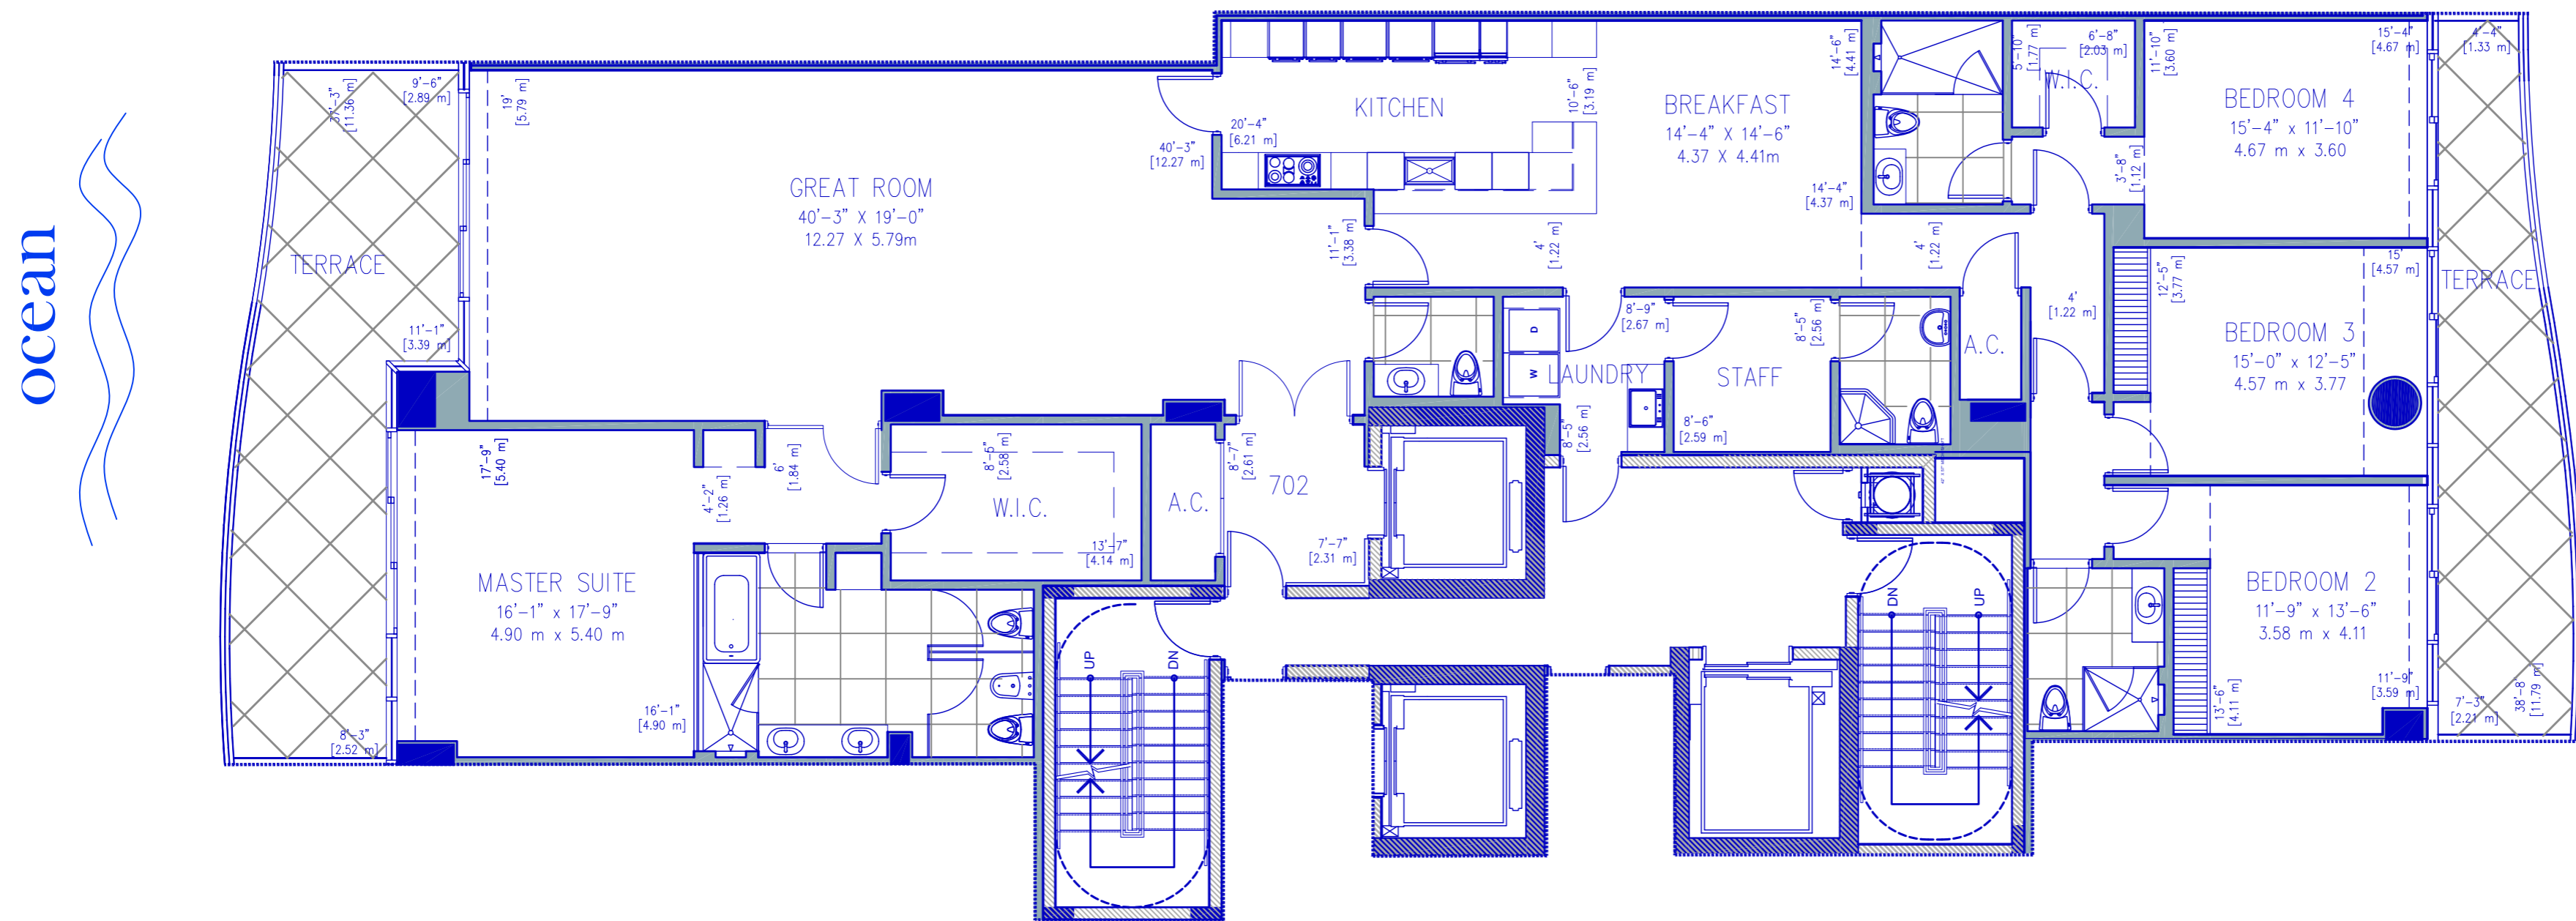 ocean
37'-3"
[11.36 m]
9'-6"
[2.89 m]
TERRACE
11'-1"
[3.39 m]
8'-3"
[2.52 m]
19'
[5.79 m]
GREAT ROOM
40'-3" X 19'-0"
12.27 X 5.79m
40'-3"
[12.27 m]
20'-4"
[6.21 m]
KITCHEN
10'-6"
[3.19 m]
BREAKFAST
14'-4" X 14'-6"
4.37 X 4.41m
14'-6"
[4.41 m]
14'-4"
[4.37 m]
11'-1"
[3.38 m]
4'
[1.22 m]
4'
[1.22 m]
5'-10"
[1.77 m]
6'-8"
[2.03 m]
W.I.C.
11'-10"
[3.60 m]
3'-8"
[1.12 m]
15'-4"
[4.67 m]
BEDROOM 4
15'-4" x 11'-10"
4.67 m x 3.60
4'-4"
[1.33 m]
TERRACE
12'-5"
[3.77 m]
15'
[4.57 m]
BEDROOM 3
15'-0" x 12'-5"
4.57 m x 3.77
4'
[1.22 m]
A.C.
8'-9"
[2.67 m]
8'-5"
[2.56 m]
D
W
LAUNDRY
STAFF
8'-5"
[2.56 m]
8'-6"
[2.59 m]
17'-9"
[5.40 m]
4'-2"
[1.26 m]
6'
[1.84 m]
8'-5"
[2.58 m]
W.I.C.
13'-7"
[4.14 m]
A.C.
8'-7"
[2.61 m]
702
7'-7"
[2.31 m]
MASTER SUITE
16'-1" x 17'-9"
4.90 m x 5.40 m
16'-1"
[4.90 m]
UP
DN
DN
UP
BEDROOM 2
11'-9" x 13'-6"
3.58 m x 4.11
13'-6"
[4.11 m]
11'-9"
[3.59 m]
7'-3"
[2.21 m]
38'-8
[11.79 m]